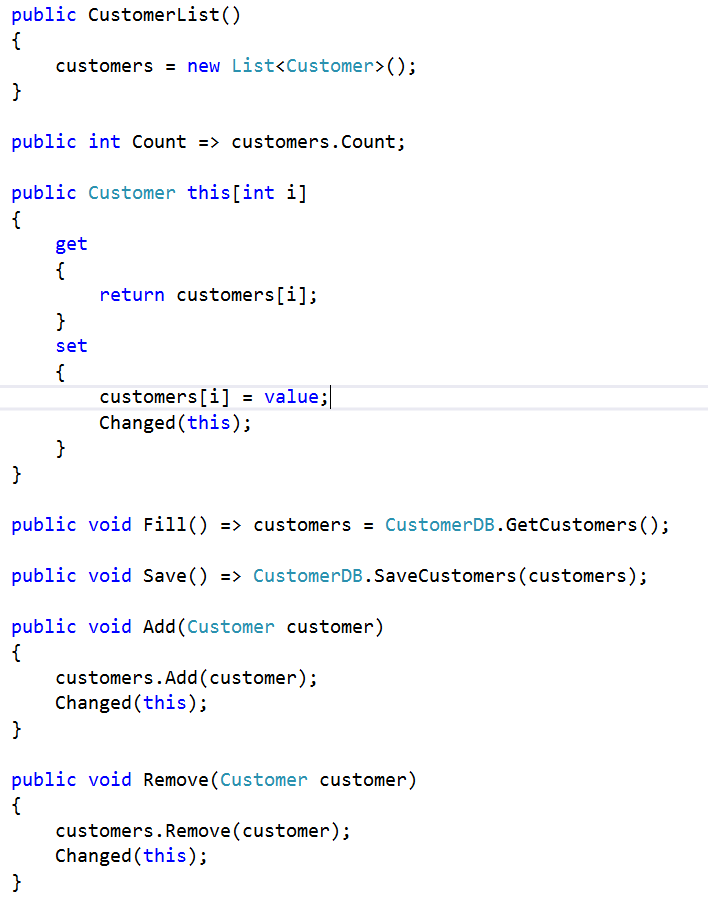 public CustomerList()
{
    customers = new List<Customer>();
}

public int Count => customers.Count;

public Customer this[int i]
{
    get
    {
        return customers[i];
    }
    set
    {
        customers[i] = value;
        Changed(this);
    }
}

public void Fill() => customers = CustomerDB.GetCustomers();

public void Save() => CustomerDB.SaveCustomers(customers);

public void Add(Customer customer)
{
    customers.Add(customer);
    Changed(this);
}

public void Remove(Customer customer)
{
    customers.Remove(customer);
    Changed(this);
}